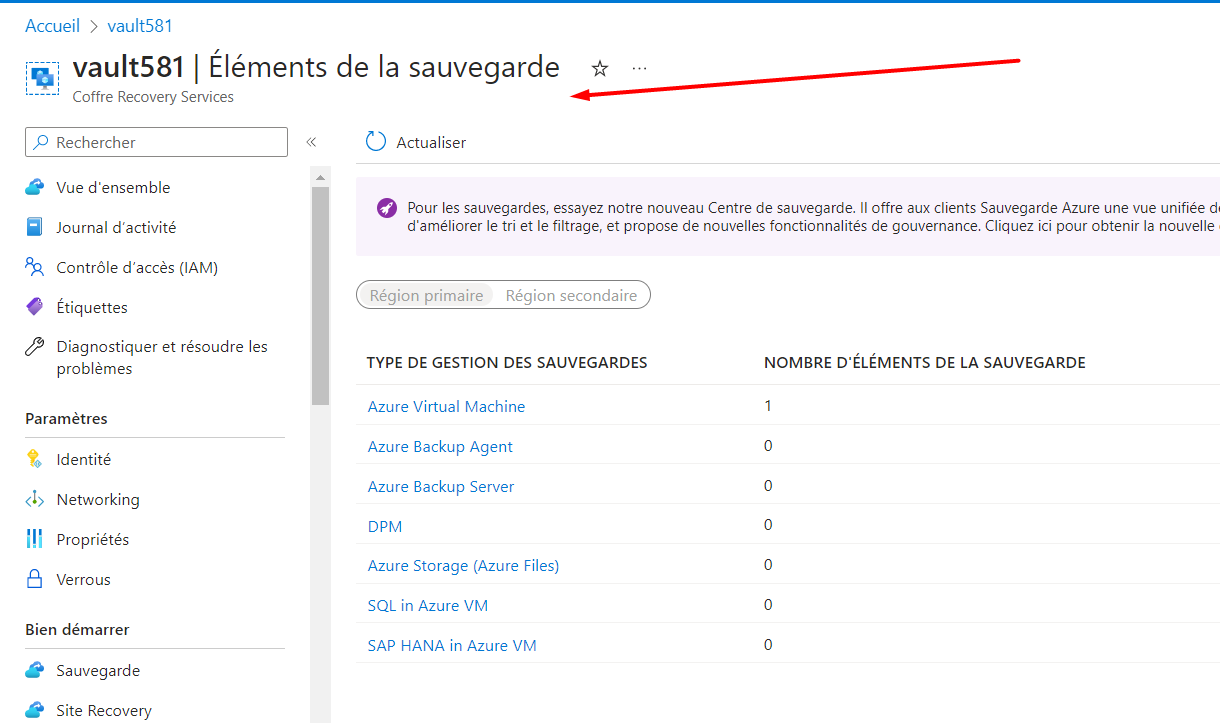 Accueil > vault581
vault581 | Éléments de la sauvegarde ...
Coffre Recovery Services
Rechercher
«
Actualiser
Vue d'ensemble
Journal d'activité
Contrôle d'accès (IAM)
Étiquettes
Diagnostiquer et résoudre les
problèmes
Paramètres
Identité
Networking
Propriétés
Verrous
Bien démarrer
Sauvegarde
Site Recovery
Pour les sauvegardes, essayez notre nouveau Centre de sauvegarde. Il offre aux clients Sauvegarde Azure une vue unifiée
d'améliorer le tri et le filtrage, et propose de nouvelles fonctionnalités de gouvernance. Cliquez ici pour obtenir la nouvelle
Région primaire Région secondaire
TYPE DE GESTION DES SAUVEGARDES NOMBRE D'ÉLÉMENTS DE LA SAUVEGARDE
Azure Virtual Machine 1
Azure Backup Agent 0
Azure Backup Server 0
DPM 0
Azure Storage (Azure Files) 0
SQL in Azure VM 0
SAP HANA in Azure VM 0